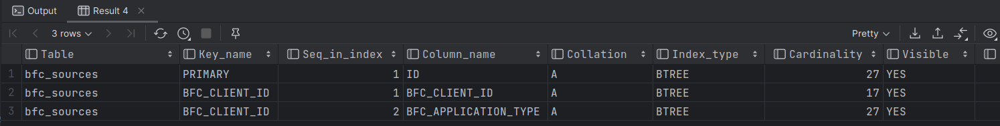 Output Result 4
3 rows Pretty
Table Key_name Seq_in_index Column_name Collation Index_type Cardinality Visible
1 bfc_sources PRIMARY 1 ID A BTREE 27 YES
2 bfc_sources BFC_CLIENT_ID 1 BFC_CLIENT_ID A BTREE 17 YES
3 bfc_sources BFC_CLIENT_ID 2 BFC_APPLICATION_TYPE A BTREE 27 YES